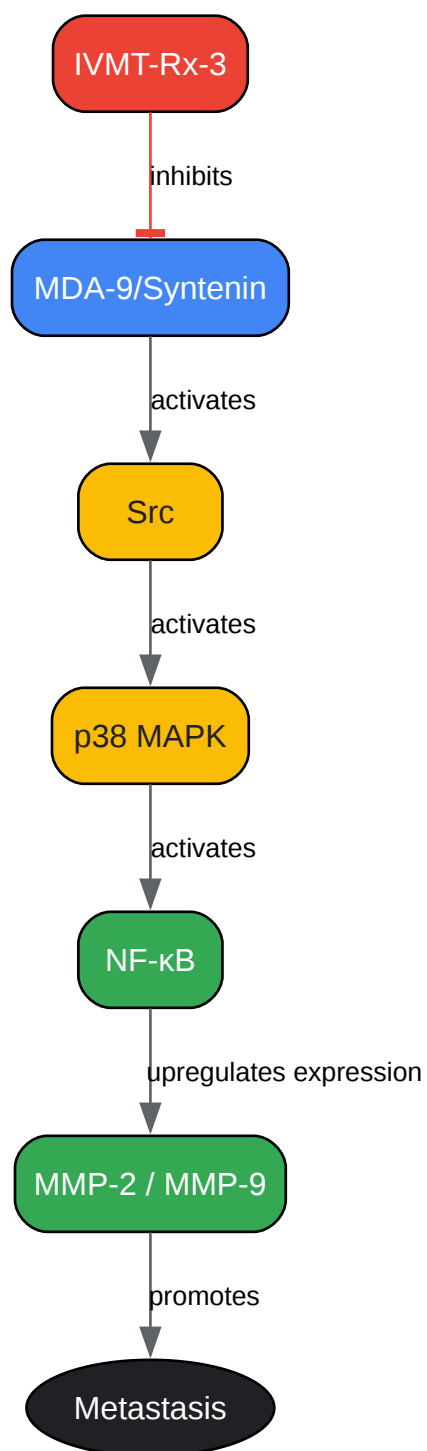 IVMT-Rx-3
inhibits
MDA-9/Syntenin
activates
Src
activates
p38 MAPK
activates
NF-κB
upregulates expression
MMP-2 / MMP-9
promotes
Metastasis